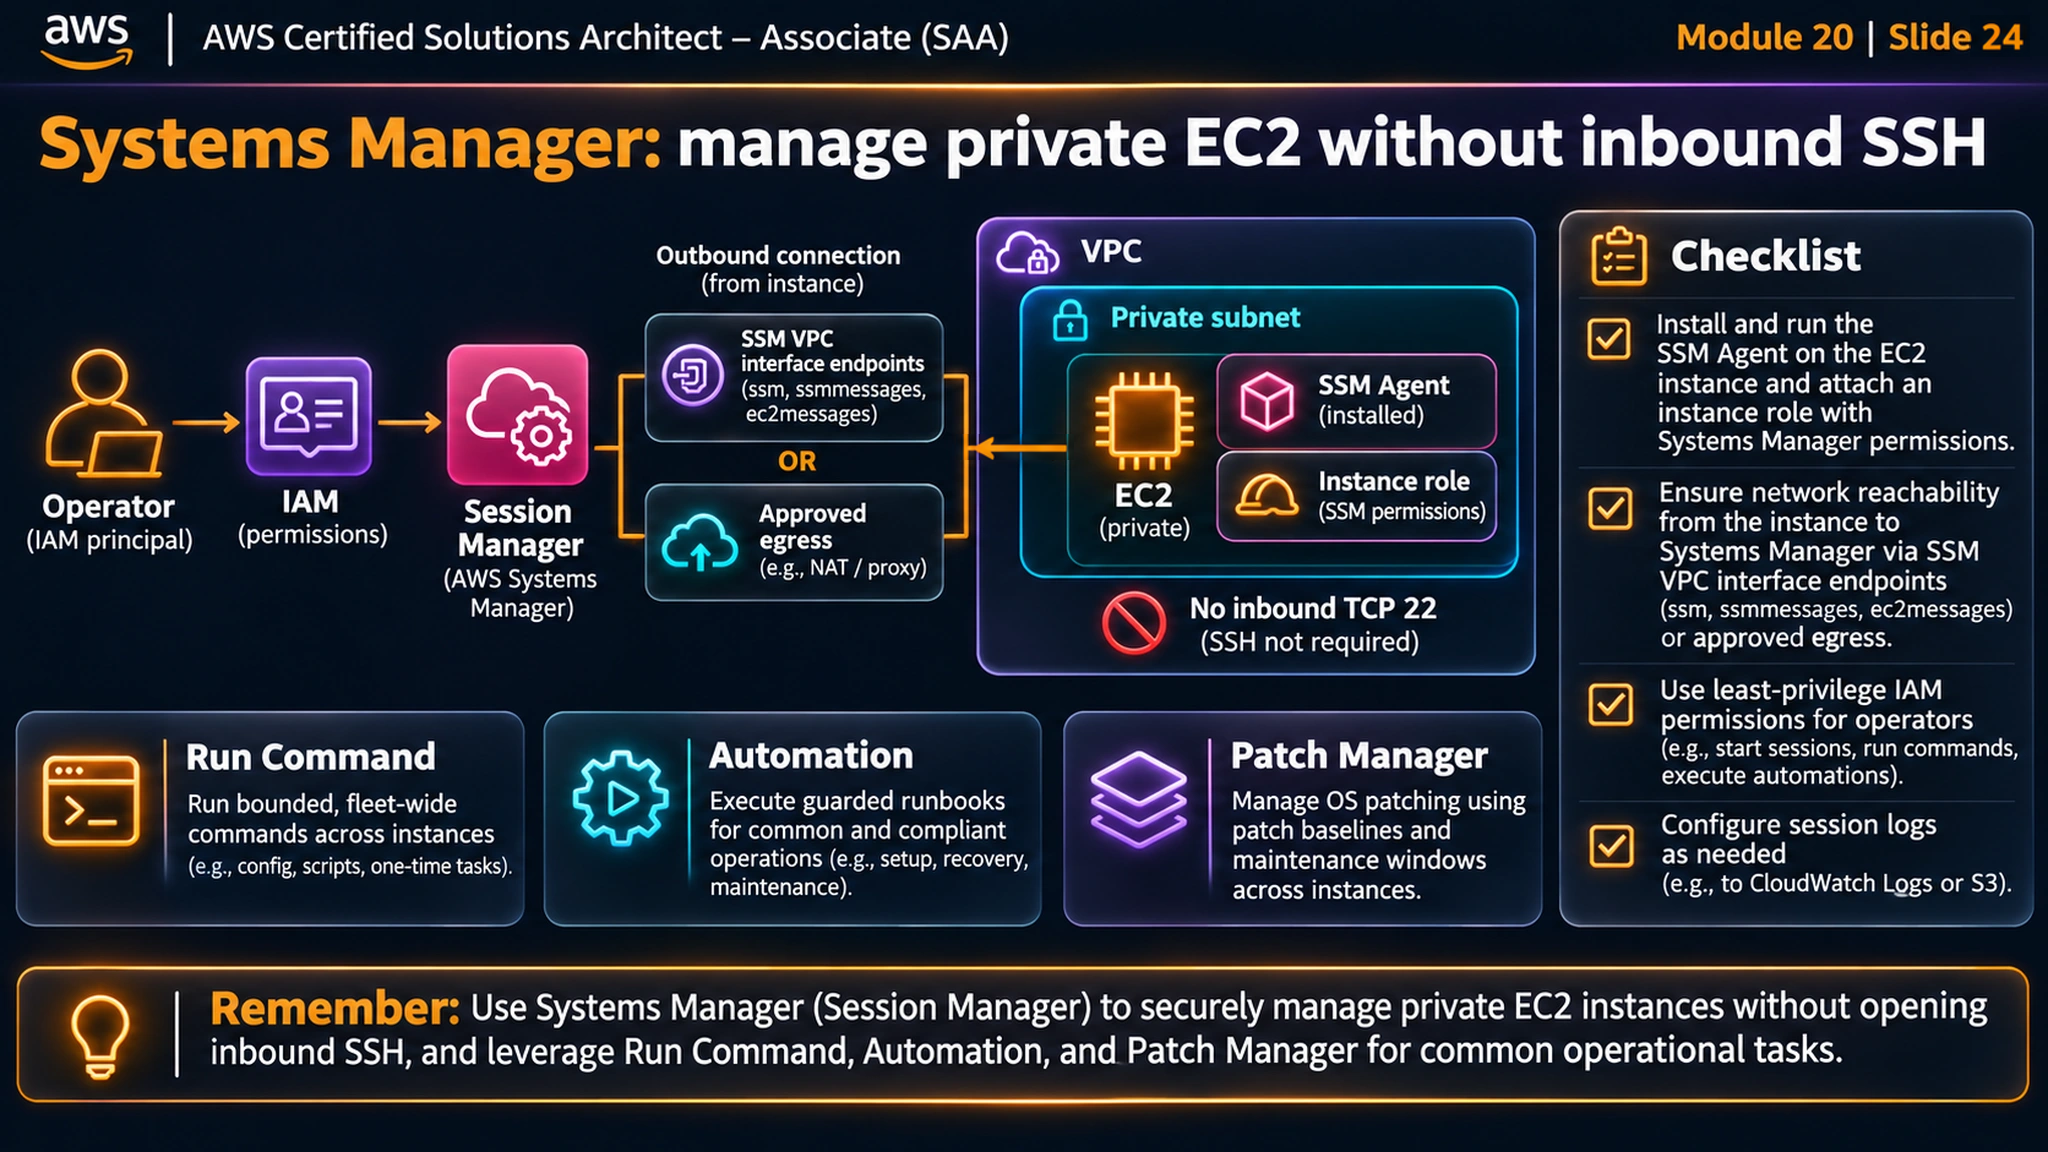 aws
AWS Certified Solutions Architect – Associate (SAA)
Module 20 | Slide 24
Systems Manager: manage private EC2 without inbound SSH
Operator
(IAM principal)
IAM
(permissions)
Session
Manager
(AWS Systems
Manager)
Outbound connection
(from instance)
SSM VPC
interface endpoints
(ssm, ssmmessages,
ec2messages)
OR
Approved
egress
(e.g., NAT / proxy)
VPC
Private subnet
EC2
(private)
SSM Agent
(installed)
Instance role
(SSM permissions)
No inbound TCP 22
(SSH not required)
Checklist
Install and run the
SSM Agent on the EC2
instance and attach an
instance role with
Systems Manager permissions.
Ensure network reachability
from the instance to
Systems Manager via SSM
VPC interface endpoints
(ssm, ssmmessages, ec2messages)
or approved egress.
Use least-privilege IAM
permissions for operators
(e.g., start sessions, run commands,
execute automations).
Configure session logs
as needed
(e.g., to CloudWatch Logs or S3).
Run Command
Run bounded, fleet-wide
commands across instances
(e.g., config, scripts, one-time tasks).
Automation
Execute guarded runbooks
for common and compliant
operations (e.g., setup, recovery,
maintenance).
Patch Manager
Manage OS patching using
patch baselines and
maintenance windows
across instances.
Remember: Use Systems Manager (Session Manager) to securely manage private EC2 instances without opening
inbound SSH, and leverage Run Command, Automation, and Patch Manager for common operational tasks.